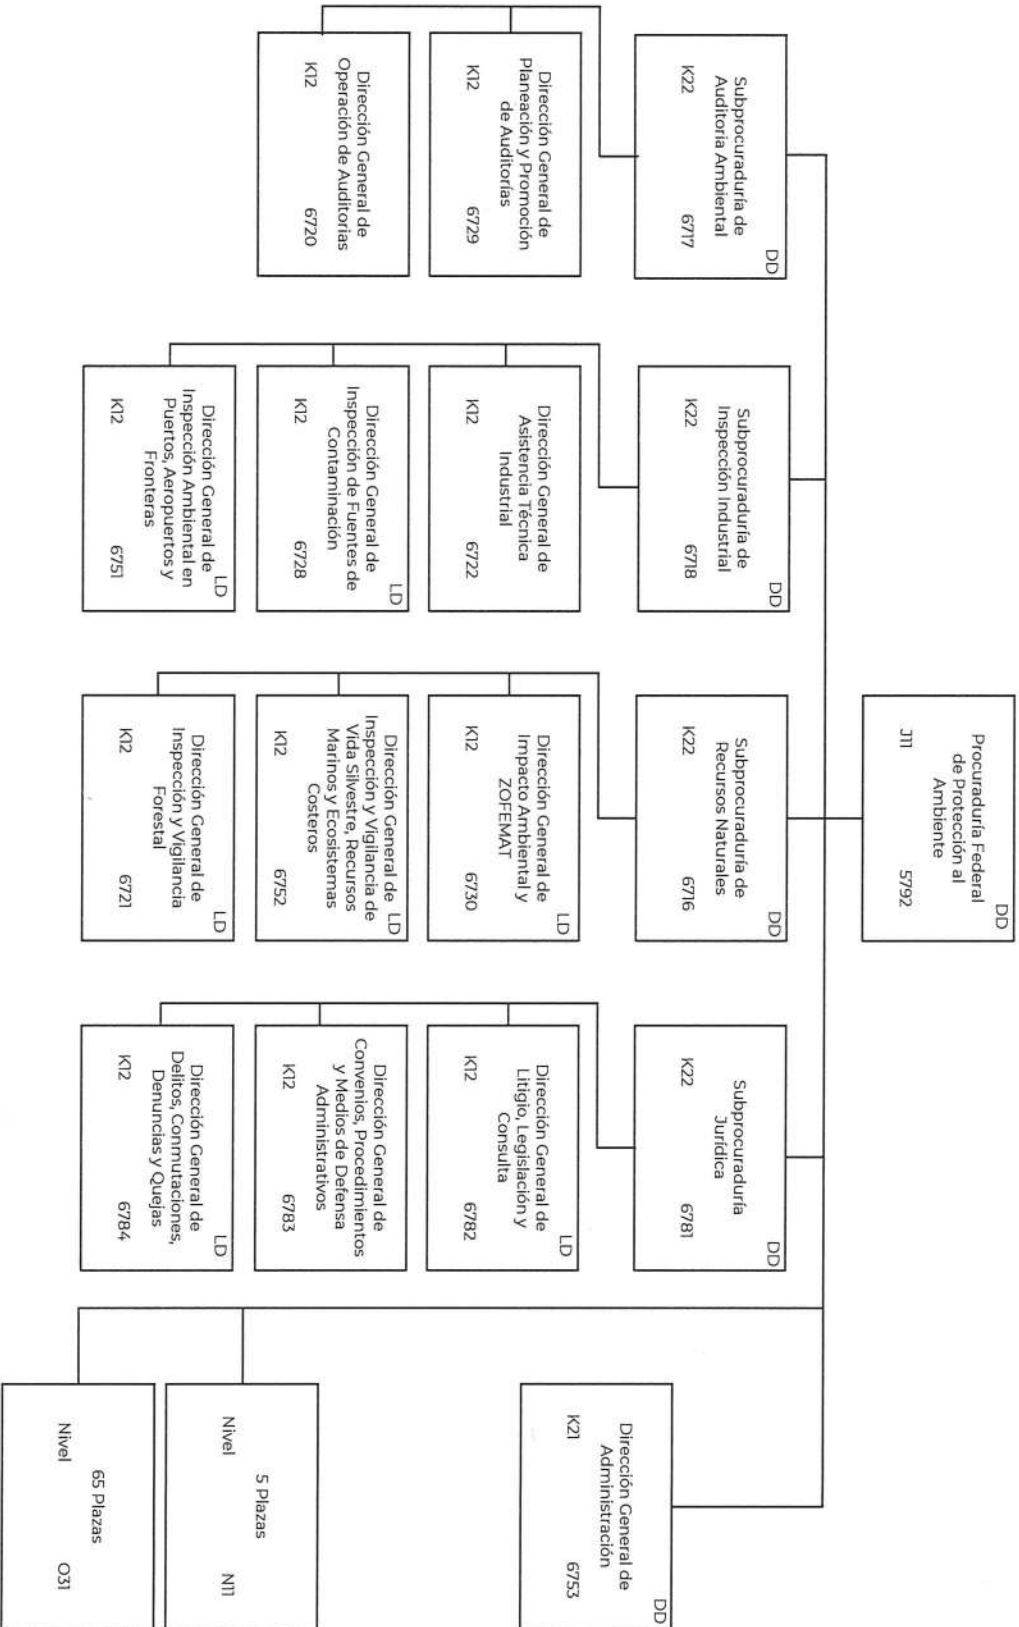 DD
Procuraduría Federal
de Protección al
Ambiente
J11 5792
DD
Subprocuraduría de
Auditoria Ambiental
K22 6717
Dirección General de
Planeación y Promoción
de Auditorías
K12 6729
Dirección General de
Operación de Auditorias
K12 6720
DD
Subprocuraduría de
Inspección Industrial
K22 6718
Dirección General de
Asistencia Técnica
Industrial
K12 6722
LD
Dirección General de
Inspección de Fuentes de
Contaminación
K12 6728
LD
Dirección General de
Inspección Ambiental en
Puertos, Aeropuertos y
Fronteras
K12 6751
DD
Subprocuraduría de
Recursos Naturales
K22 6716
LD
Dirección General de
Impacto Ambiental y
ZOFEMAT
K12 6730
LD
Dirección General de
Inspección y Vigilancia de
Vida Silvestre, Recursos
Marinos y Ecosistemas
Costeros
K12 6752
LD
Dirección General de
Inspección y Vigilancia
Forestal
K12 6721
DD
Subprocuraduría
Jurídica
K22 6781
LD
Dirección General de
Litigio, Legislación y
Consulta
K12 6782
Dirección General de
Convenios, Procedimientos
y Medios de Defensa
Administrativos
K12 6783
LD
Dirección General de
Delitos, Conmutaciones,
Denuncias y Quejas
K12 6784
DD
Dirección General de
Administración
K21 6753
5 Plazas
Nivel N11
65 Plazas
Nivel O31